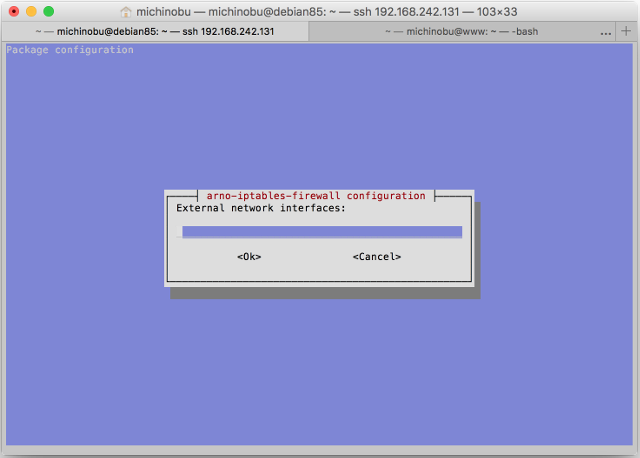 michinobu — michinobu@debian85: ~ — ssh 192.168.242.131 — 103×33
~ — michinobu@debian85: ~ — ssh 192.168.242.131
~ — michinobu@www: ~ — -bash
... +
Package configuration
arno-iptables-firewall configuration
External network interfaces:
<Ok> <Cancel>